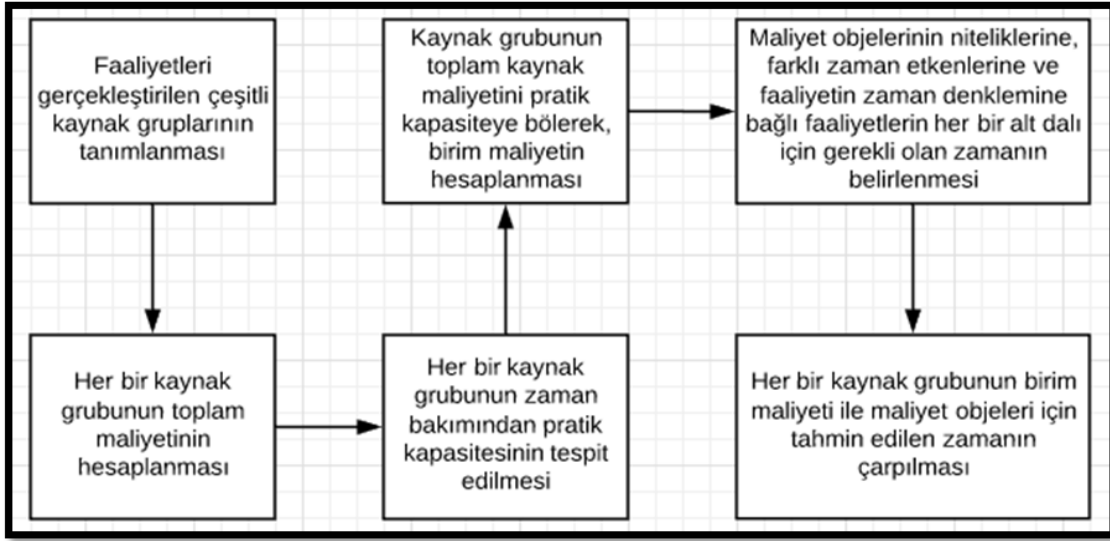 Faaliyetleri
gerçekleştirilen çeşitli
kaynak gruplarının
tanımlanması
Her bir kaynak
grubunun toplam
maliyetinin
hesaplanması
Her bir kaynak
grubunun zaman
bakımından pratik
kapasitesinin tespit
edilmesi
Kaynak grubunun
toplam kaynak
maliyetini pratik
kapasiteye bölerek,
birim maliyetin
hesaplanması
Maliyet objelerinin niteliklerine,
farklı zaman etkenlerine ve
faaliyetin zaman denklemine
bağlı faaliyetlerin her bir alt dalı
için gerekli olan zamanın
belirlenmesi
Her bir kaynak grubunun birim
maliyeti ile maliyet objeleri için
tahmin edilen zamanın
çarpılması